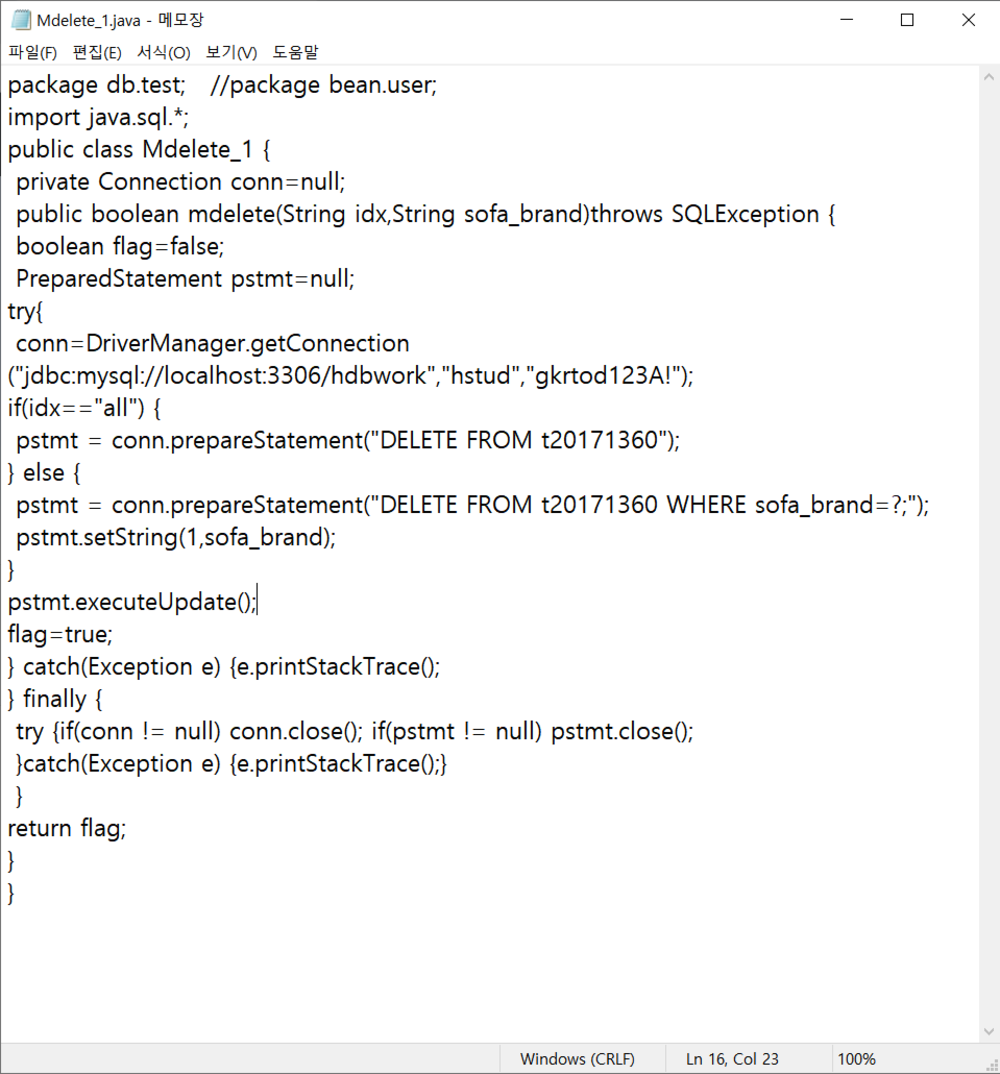 Mdelete_1.java - 메모장
파일(F) 편집(E) 서식(O) 보기(V) 도움말
package db.test;   //package bean.user;
import java.sql.*;
public class Mdelete_1 {
 private Connection conn=null;
 public boolean mdelete(String idx,String sofa_brand)throws SQLException {
 boolean flag=false;
 PreparedStatement pstmt=null;
try{
 conn=DriverManager.getConnection
("jdbc:mysql://localhost:3306/hdbwork","hstud","gkrtod123A!");
if(idx=="all") {
 pstmt = conn.prepareStatement("DELETE FROM t20171360");
} else {
 pstmt = conn.prepareStatement("DELETE FROM t20171360 WHERE sofa_brand=?;");
 pstmt.setString(1,sofa_brand);
}
pstmt.executeUpdate();
flag=true;
} catch(Exception e) {e.printStackTrace();
} finally {
 try {if(conn != null) conn.close(); if(pstmt != null) pstmt.close();
 }catch(Exception e) {e.printStackTrace();}
 }
return flag;
}
}
Windows (CRLF) Ln 16, Col 23 100%